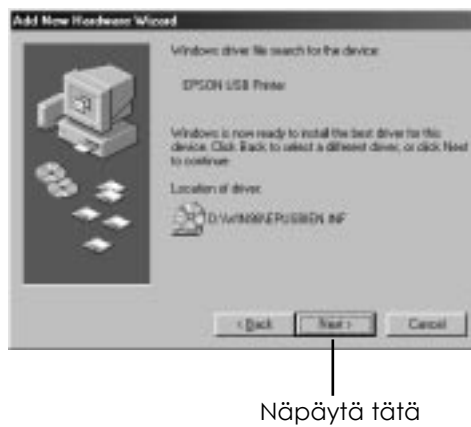 Add New Hardware Wizard
Windows driver file search for the device:
EPSON USB Printer
Windows is now ready to install the best driver for this
device. Click Back to select a different driver, or click Next
to continue.
Location of driver:
< Back
Next >
Cancel
Näpäytä tätä